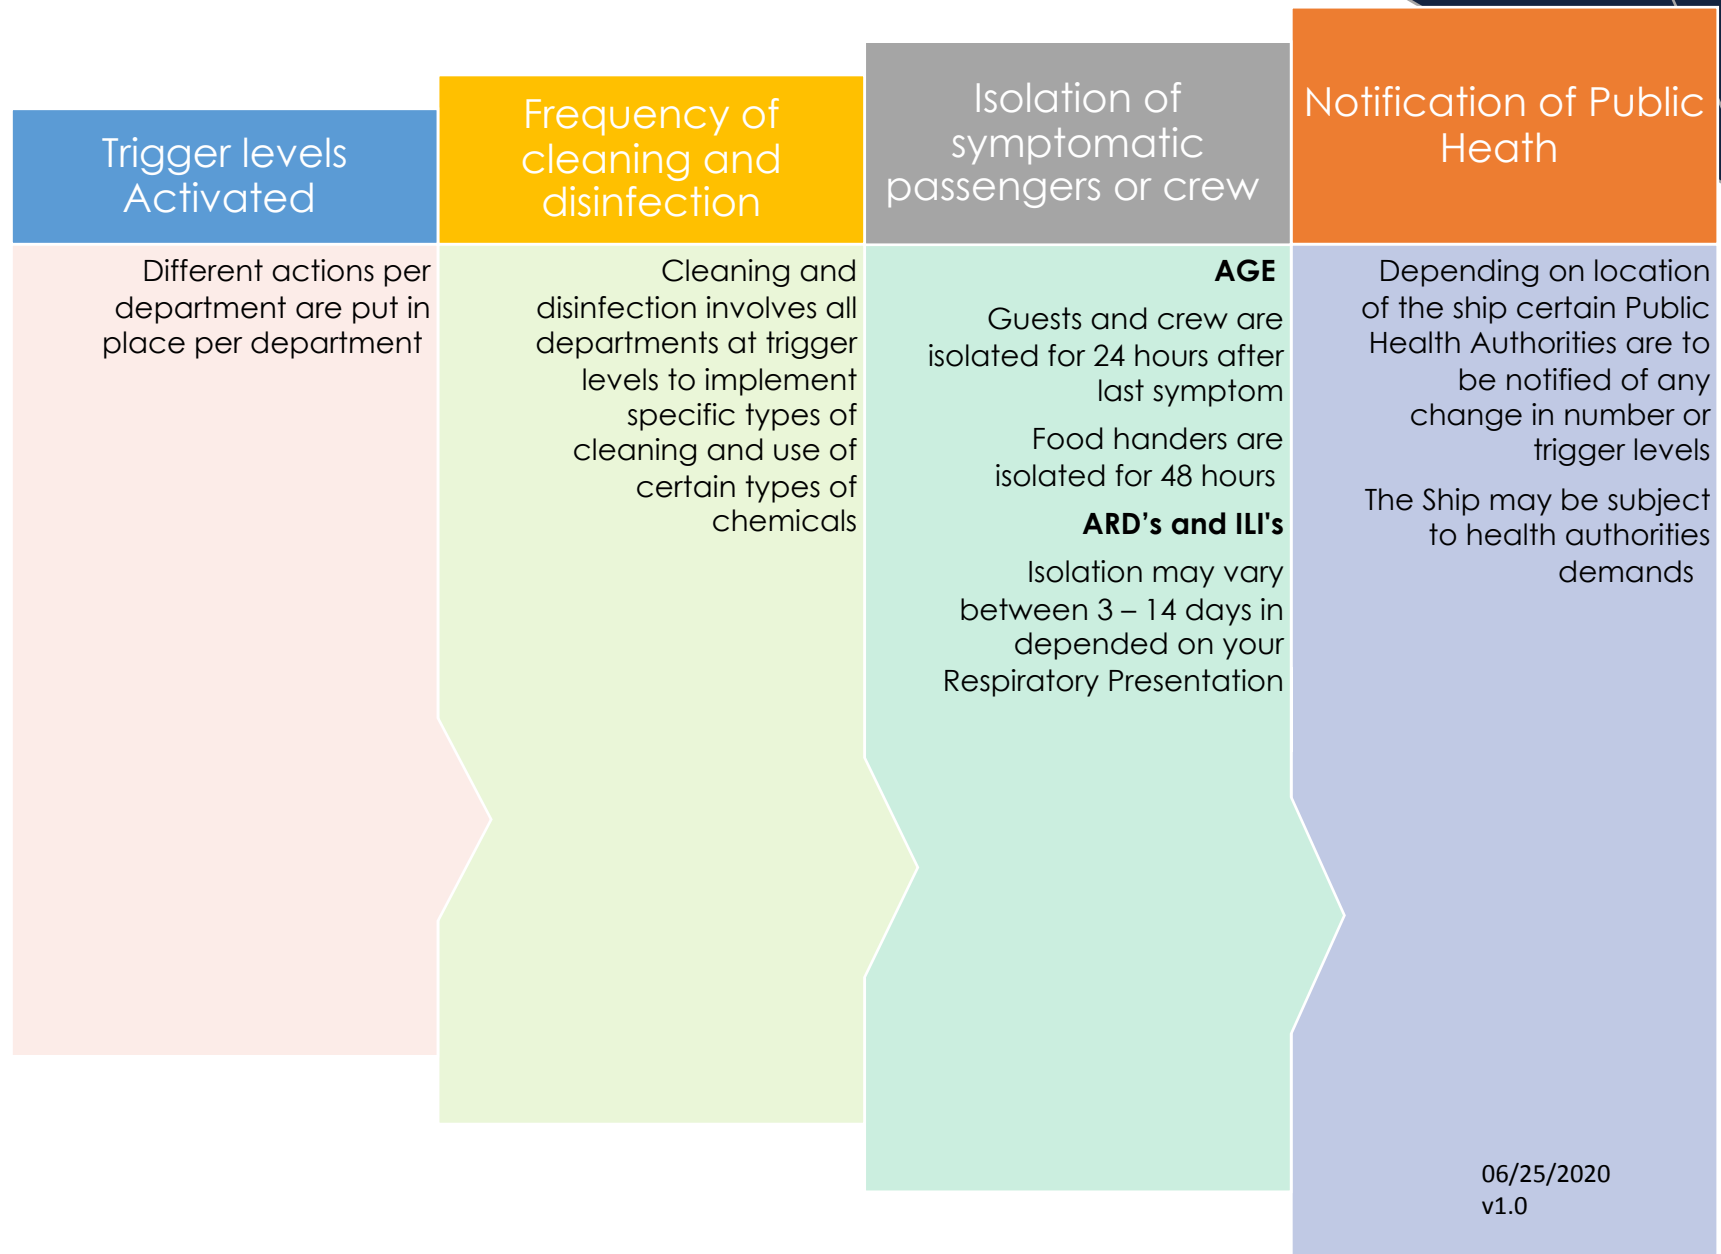 Trigger levels
Activated
Different actions per
department are put in
place per department
Frequency of
cleaning and
disinfection
Cleaning and
disinfection involves all
departments at trigger
levels to implement
specific types of
cleaning and use of
certain types of
chemicals
Isolation of
symptomatic
passengers or crew
AGE
Guests and crew are
isolated for 24 hours after
last symptom
Food handers are
isolated for 48 hours
ARD’s and ILI's
Isolation may vary
between 3 – 14 days in
depended on your
Respiratory Presentation
Notification of Public
Heath
Depending on location
of the ship certain Public
Health Authorities are to
be notified of any
change in number or
trigger levels
The Ship may be subject
to health authorities
demands
06/25/2020
v1.0